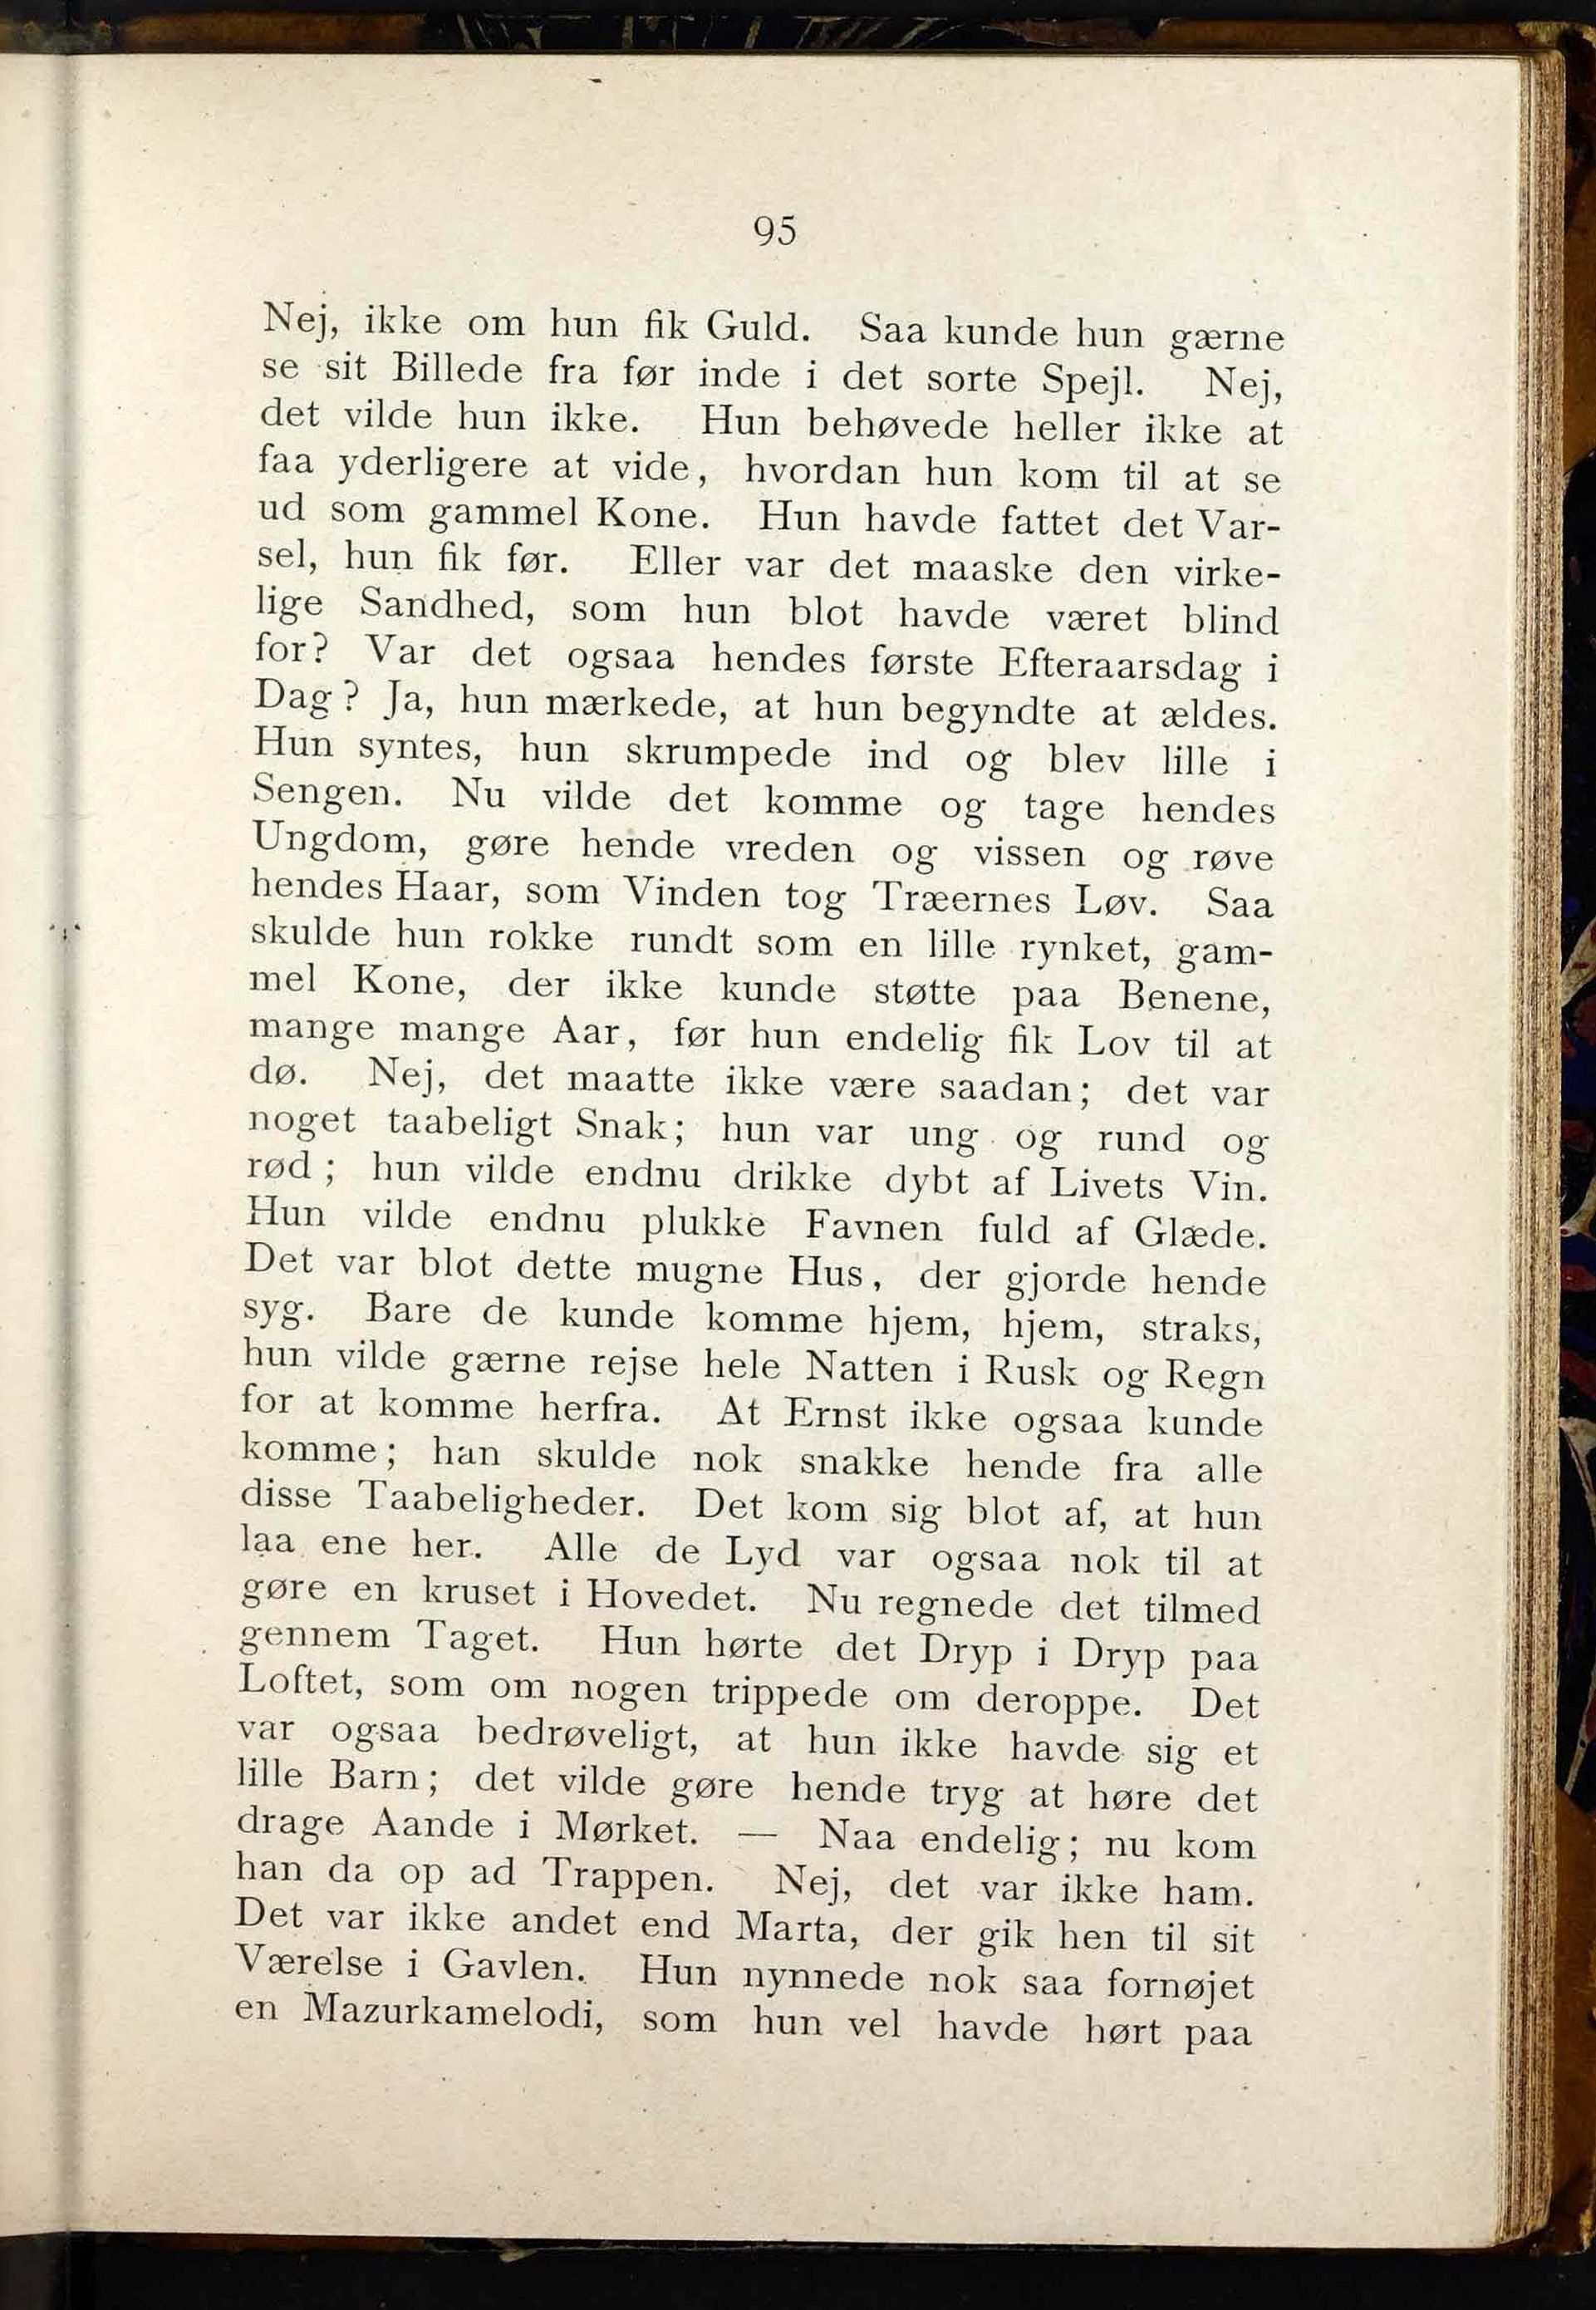 95
Nej, ikke om hun fik Guld. Saa kunde hun gærne
se sit Billede fra før inde i det sorte Spejl. Nej,
det vilde hun ikke. Hun behøvede heller ikke at
faa yderligere at vide, hvordan hun kom til at se
ud som gammel Kone. Hun havde fattet det Var-
sel, hun fik før. Eller var det maaske den virke-
lige Sandhed, som hun blot havde været blind
for? Var det ogsaa hendes første Efteraarsdag i
Dag? Ja, hun mærkede, at hun begyndte at ældes.
Hun syntes, hun skrumpede ind og blev lille i
Sengen. Nu vilde det komme og tage hendes
Ungdom, gøre hende vreden og vissen og røve
hendes Haar, som Vinden tog Træernes Løv. Saa
skulde hun rokke rundt som en lille rynket, gam-
mel Kone, der ikke kunde støtte paa Benene,
mange mange Aar, før hun endelig fik Lov til at
dø. Nej, det maatte ikke være saadan; det var
noget taabeligt Snak; hun var ung og rund og
rød; hun vilde endnu drikke dybt af Livets Vin.
Hun vilde endnu plukke Favnen fuld af Glæde.
Det var blot dette mugne Hus, der gjorde hende
syg. Bare de kunde komme hjem, hjem, straks,
hun vilde gærne rejse hele Natten i Rusk og Regn
for at komme herfra. At Ernst ikke ogsaa kunde
komme; han skulde nok snakke hende fra alle
disse Taabeligheder. Det kom sig blot af, at hun
laa ene her. Alle de Lyd var ogsaa nok til at
gøre en kruset i Hovedet. Nu regnede det tilmed
gennem Taget. Hun hørte det Dryp i Dryp paa
Loftet, som om nogen trippede om deroppe. Det
var ogsaa bedrøveligt, at hun ikke havde sig et
lille Barn; det vilde gøre hende tryg at høre det
drage Aande i Mørket. — Naa endelig; nu kom
han da op ad Trappen. Nej, det var ikke ham.
Det var ikke andet end Marta, der gik hen til sit
Værelse i Gavlen. Hun nynnede nok saa fornøjet
en Mazurkamelodi, som hun vel havde hørt paa